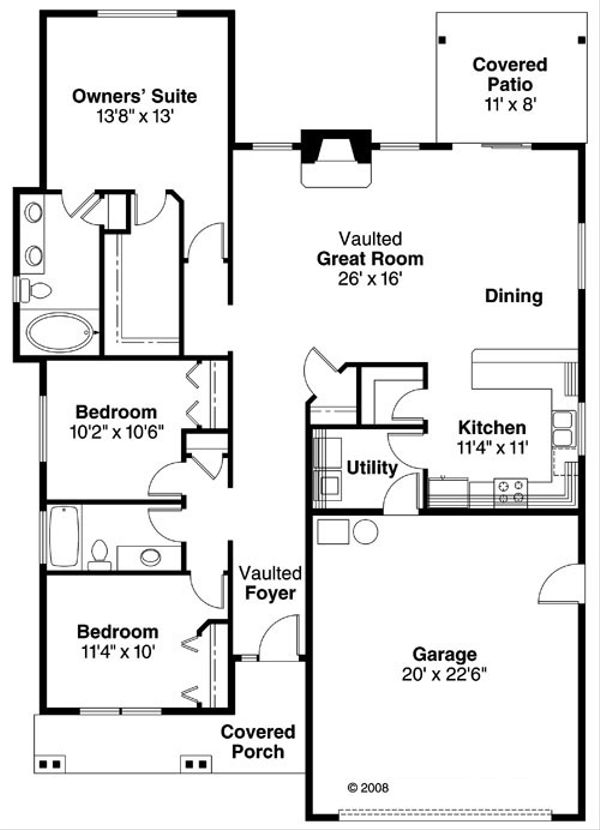 Owners' Suite
13'8" x 13'
Covered
Patio
11' x 8'
Vaulted
Great Room
26' x 16'
Dining
Bedroom
10'2" x 10'6"
Kitchen
11'4" x 11'
Utility
Vaulted
Foyer
Bedroom
11'4" x 10'
Garage
20' x 22'6"
Covered
Porch
© 2008